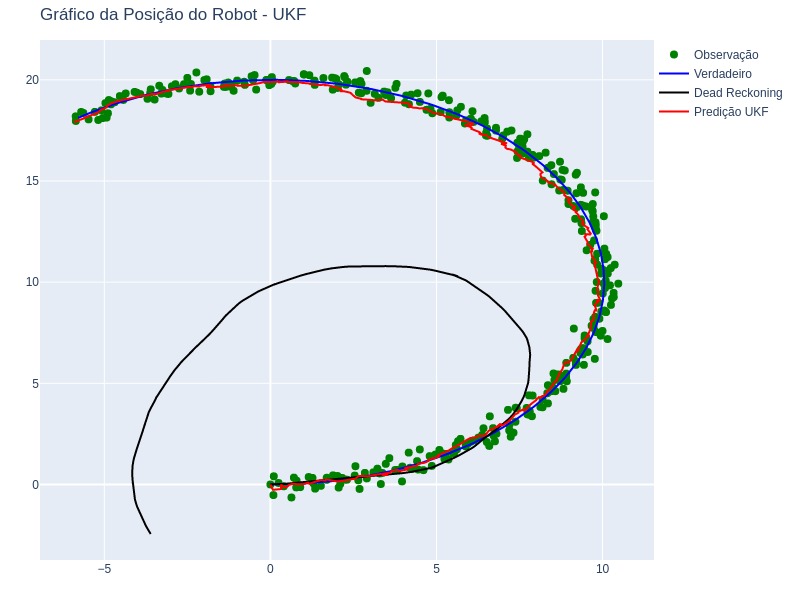 Gráfico da Posição do Robot - UKF
Observação
Verdadeiro
Dead Reckoning
Predição UKF
20
15
10
5
0
−5
0
5
10